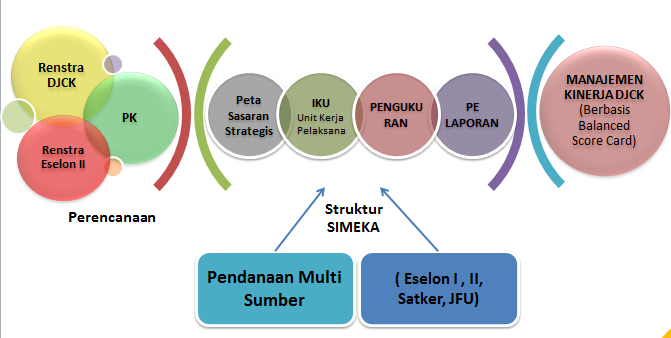 Renstra
DJCK
PK
Renstra
Eselon II
Perencanaan
Peta
Sasaran
Strategis
IKU
Unit Kerja
Pelaksana
PENGUKU
RAN
PE
LAPORAN
MANAJEMEN
KINERJA DJCK
(Berbasis
Balanced
Score Card)
Struktur
SIMEKA
Pendanaan Multi
Sumber
( Eselon I , II,
Satker, JFU)